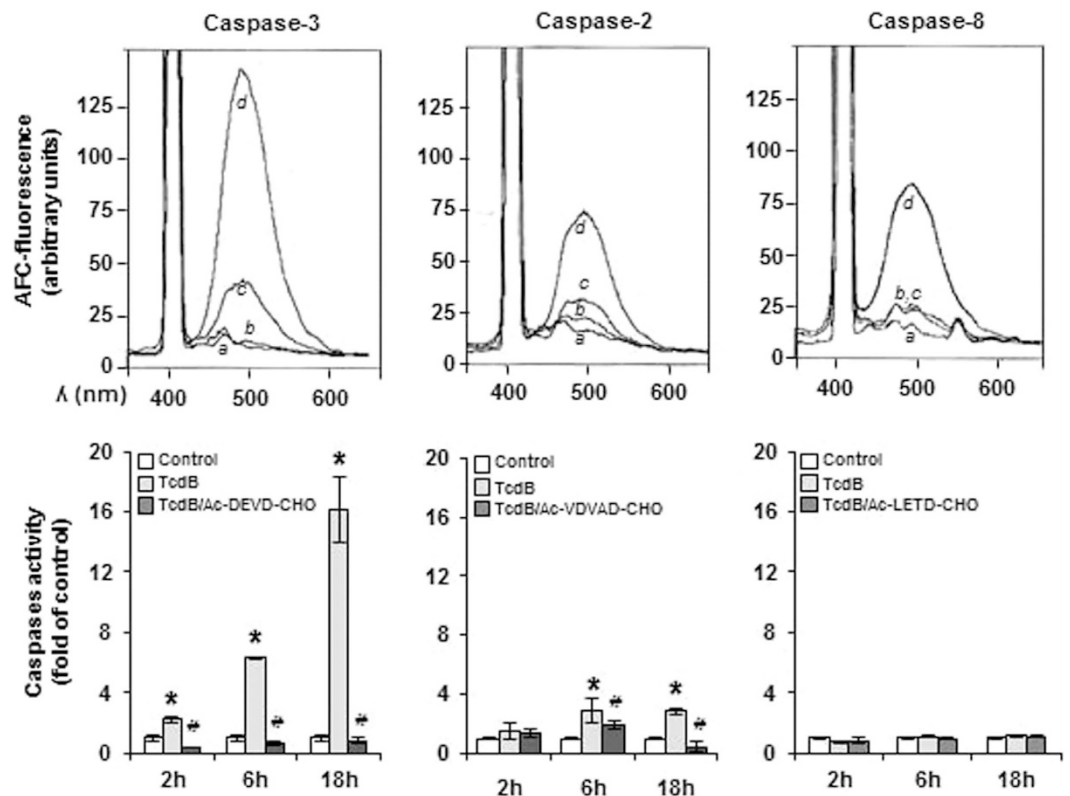 Caspase-3 Caspase-2 Caspase-8
AFC-fluorescence
(arbitrary units)
125 100 75 50 25 0
d c b a
λ (nm) 400 500 600
125 100 75 50 25 0
d c b a
400 500 600
125 100 75 50 25 0
d b,c a
400 500 600
Caspases activity
(fold of control)
20 16 12 8 4 0
Control
TcdB
TcdB/Ac-DEVD-CHO
* # * # * #
2h 6h 18h
20 16 12 8 4 0
Control
TcdB
TcdB/Ac-VDVAD-CHO
* # * #
2h 6h 18h
20 16 12 8 4 0
Control
TcdB
TcdB/Ac-LETD-CHO
2h 6h 18h